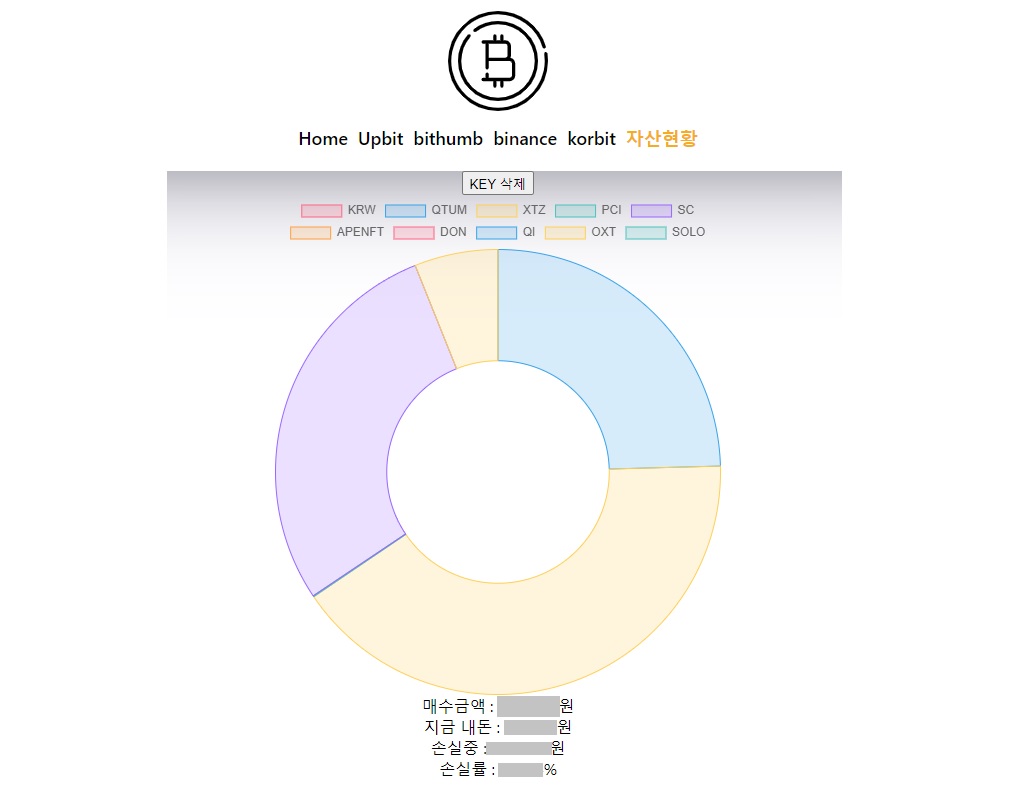 Home Upbit bithumb binance korbit 자산현황
KEY 삭제
KRW QTUM XTZ PCI SC
APENFT DON QI OXT SOLO
매수금액 : 원
지금 내돈 : 원
손실중 : 원
손실률 : %